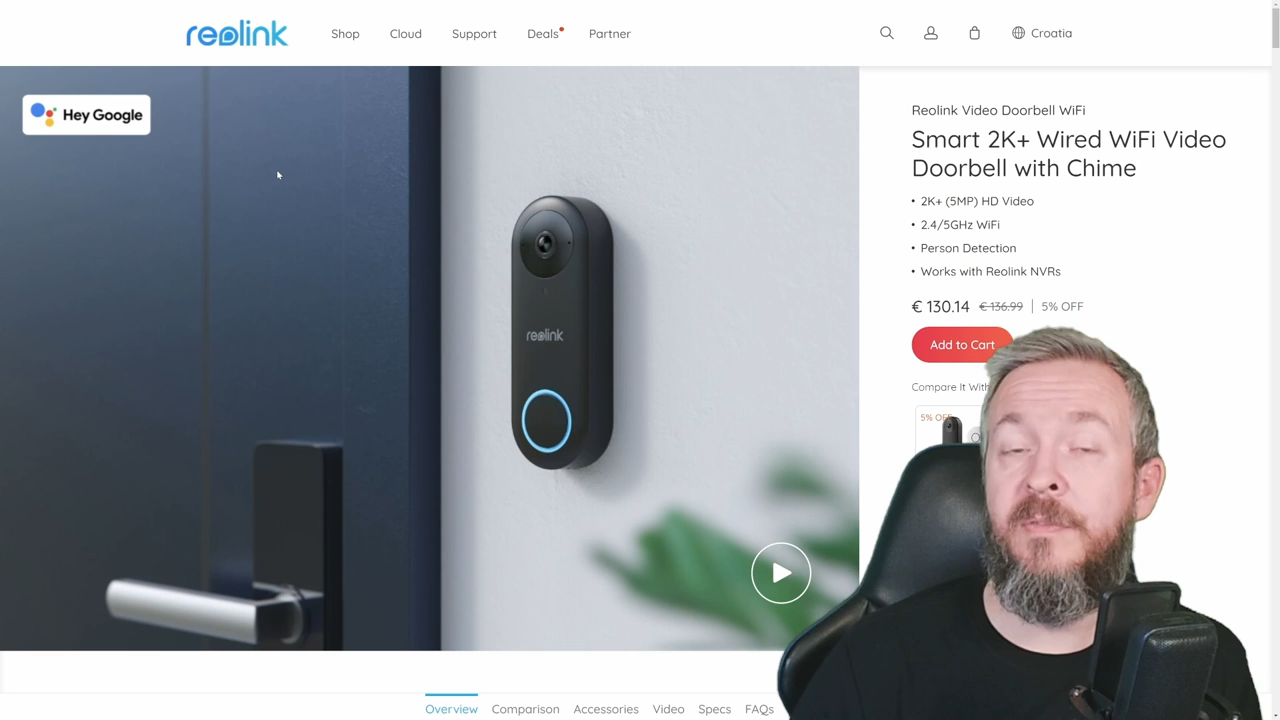 reolink
Shop
Cloud
Support
Deals
Partner
Croatia
Hey Google
reolink
Reolink Video Doorbell WiFi
Smart 2K+ Wired WiFi Video
Doorbell with Chime
• 2K+ (5MP) HD Video
• 2.4/5GHz WiFi
• Person Detection
• Works with Reolink NVRs
€ 130.14 € 136.99 | 5% OFF
Add to Cart
Compare It With
5% OFF
Overview
Comparison
Accessories
Video
Specs
FAQs